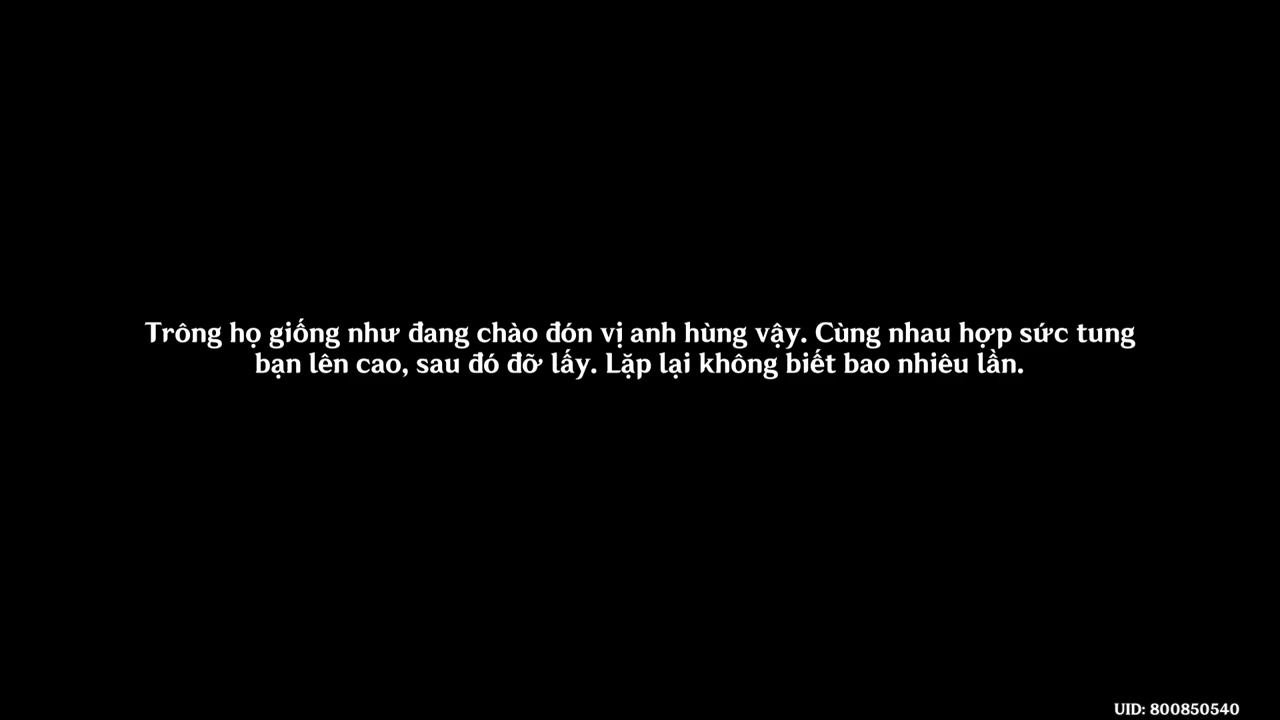 Trông họ giống như đang chào đón vị anh hùng vậy. Cùng nhau hợp sức tung
bạn lên cao, sau đó đỡ lấy. Lặp lại không biết bao nhiêu lần.
UID: 800850540